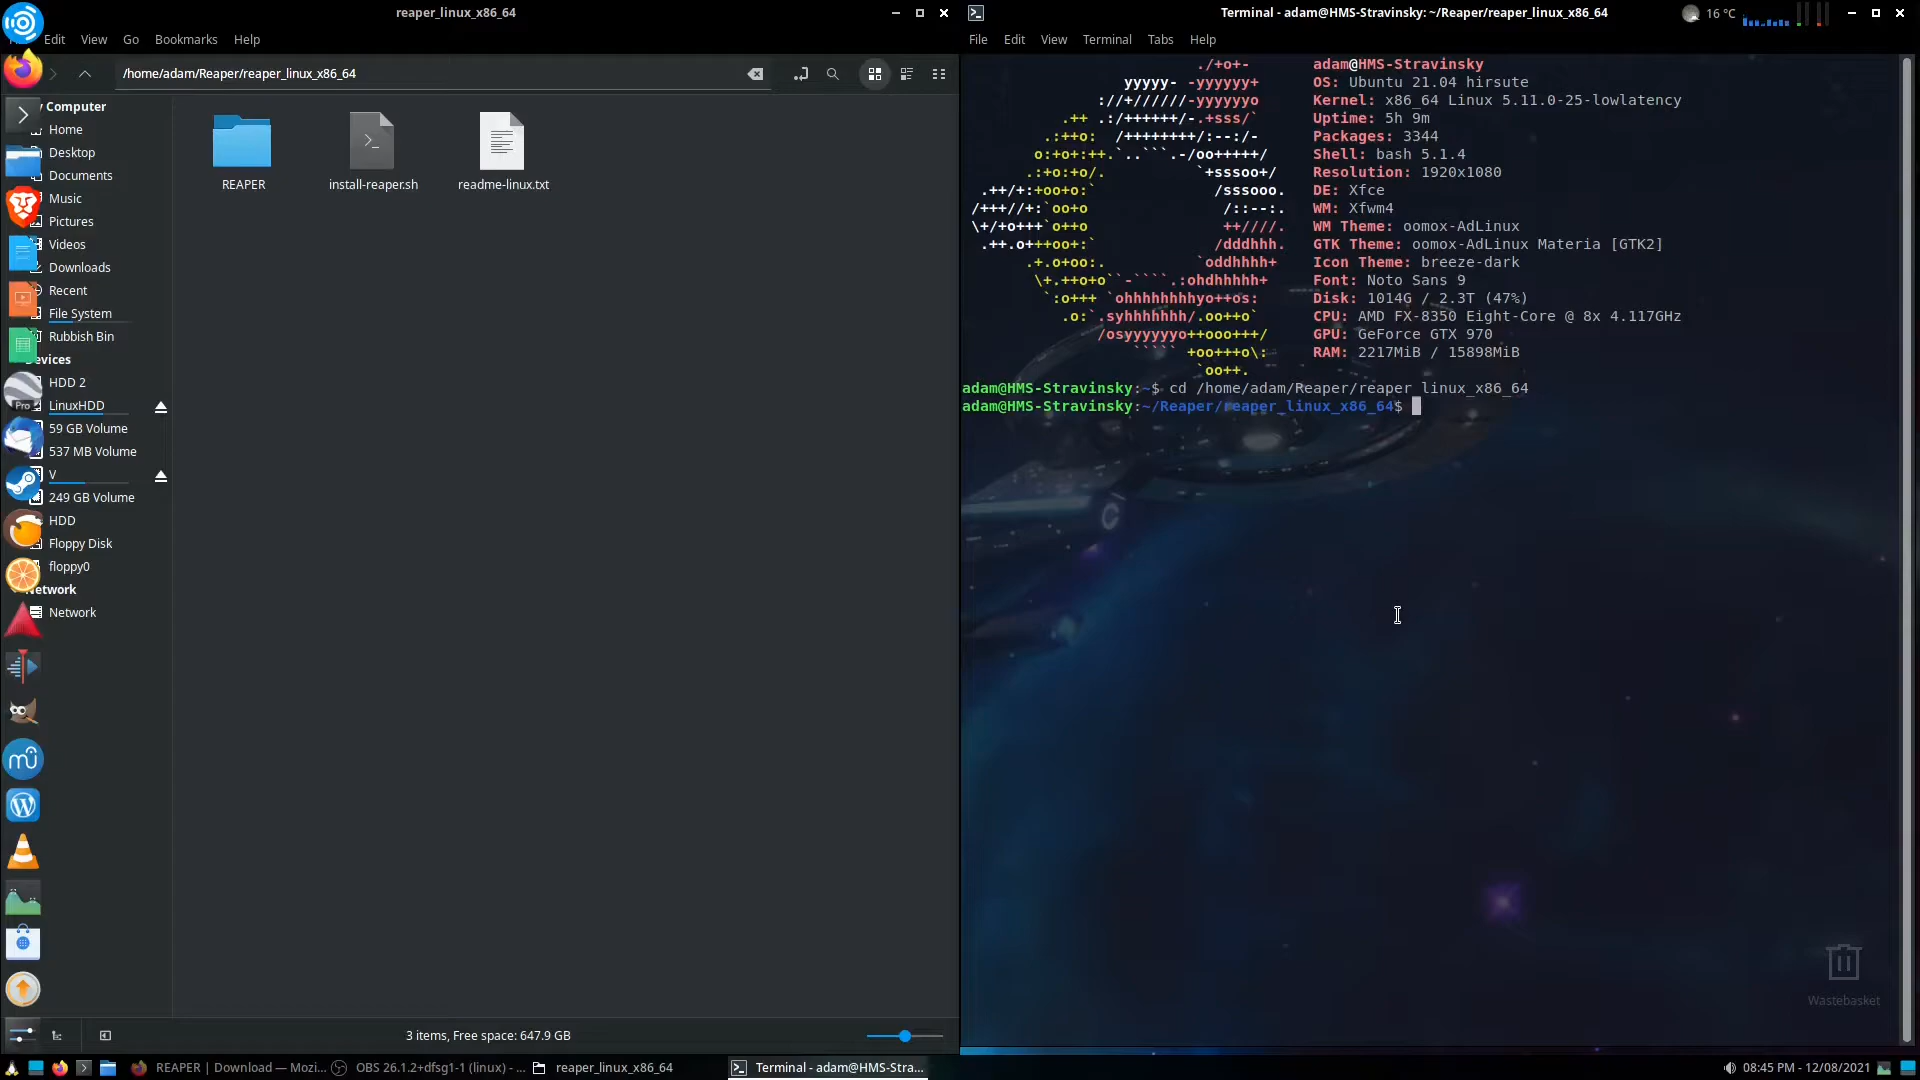 reaper_linux_x86_64
Edit View Go Bookmarks Help
/home/adam/Reaper/reaper_linux_x86_64
Computer
Home
Desktop
Documents
Music
Pictures
Videos
Downloads
Recent
File System
Rubbish Bin
Devices
HDD 2
LinuxHDD
59 GB Volume
537 MB Volume
V
249 GB Volume
HDD
Floppy Disk
floppy0
Network
Network
Pro
REAPER
install-reaper.sh
readme-linux.txt
3 items, Free space: 647.9 GB
Terminal - adam@HMS-Stravinsky: ~/Reaper/reaper_linux_x86_64
16 °C
File Edit View Terminal Tabs Help
adam@HMS-Stravinsky
OS: Ubuntu 21.04 hirsute
Kernel: x86_64 Linux 5.11.0-25-lowlatency
Uptime: 5h 9m
Packages: 3344
Shell: bash 5.1.4
Resolution: 1920x1080
DE: Xfce
WM: Xfwm4
WM Theme: oomox-AdLinux
GTK Theme: oomox-AdLinux Materia [GTK2]
Icon Theme: breeze-dark
Font: Noto Sans 9
Disk: 1014G / 2.3T (47%)
CPU: AMD FX-8350 Eight-Core @ 8x 4.117GHz
GPU: GeForce GTX 970
RAM: 2217MiB / 15898MiB
adam@HMS-Stravinsky:~$ cd /home/adam/Reaper/reaper_linux_x86_64
adam@HMS-Stravinsky:~/Reaper/reaper_linux_x86_64$
Wastebasket
REAPER | Download — Mozi...
OBS 26.1.2+dfsg1-1 (linux) - ...
reaper_linux_x86_64
Terminal - adam@HMS-Stra...
08:45 PM - 12/08/2021